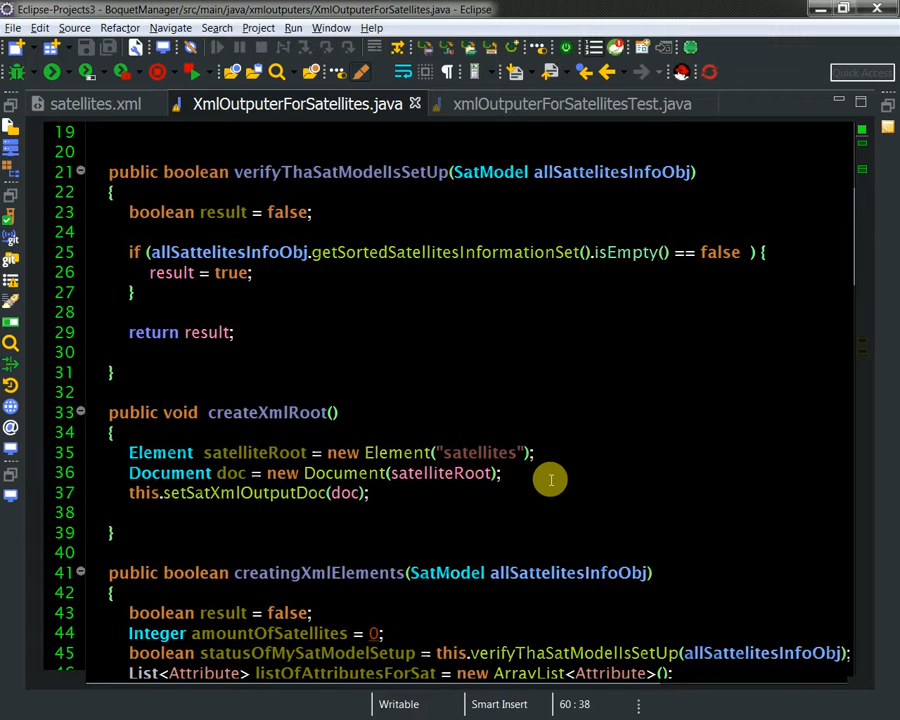 Eclipse-Projects3 - BoquetManager/src/main/java/xmloutputers/XmlOutputerForSatellites.java - Eclipse
File Edit Source Refactor Navigate Search Project Run Window Help
Quick Access
satellites.xml XmlOutputerForSatellites.java xmlOutputerForSatellitesTest.java
19
20
21 public boolean verifyThaSatModelIsSetUp(SatModel allSattelitesInfoObj)
22 {
23 boolean result = false;
24
25 if (allSattelitesInfoObj.getSortedSatellitesInformationSet().isEmpty() == false ) {
26 result = true;
27 }
28
29 return result;
30
31 }
32
33 public void createXmlRoot()
34 {
35 Element satelliteRoot = new Element("satellites");
36 Document doc = new Document(satelliteRoot);
37 this.setSatXmlOutputDoc(doc);
38
39 }
40
41 public boolean creatingXmlElements(SatModel allSattelitesInfoObj)
42 {
43 boolean result = false;
44 Integer amountOfSatellites = 0;
45 boolean statusOfMySatModelSetup = this.verifyThaSatModelIsSetUp(allSattelitesInfoObj);
46 List<Attribute> listOfAttributesForSat = new ArrayList<Attribute>();
Writable Smart Insert 60 : 38